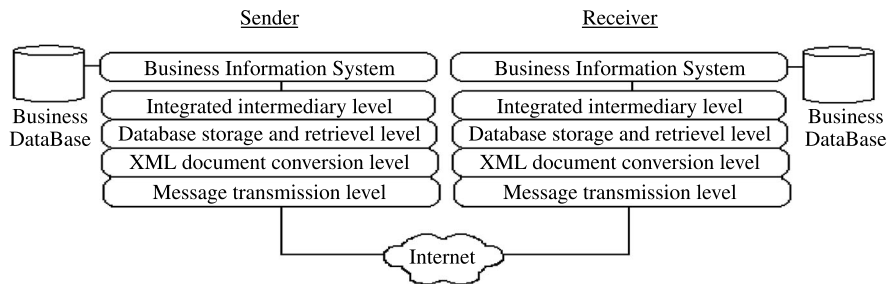 Sender
Receiver
Business Information System
Business Information System
Integrated intermediary level
Integrated intermediary level
Business
DataBase
Business
DataBase
Database storage and retrievel level
Database storage and retrievel level
XML document conversion level
XML document conversion level
Message transmission level
Message transmission level
Internet